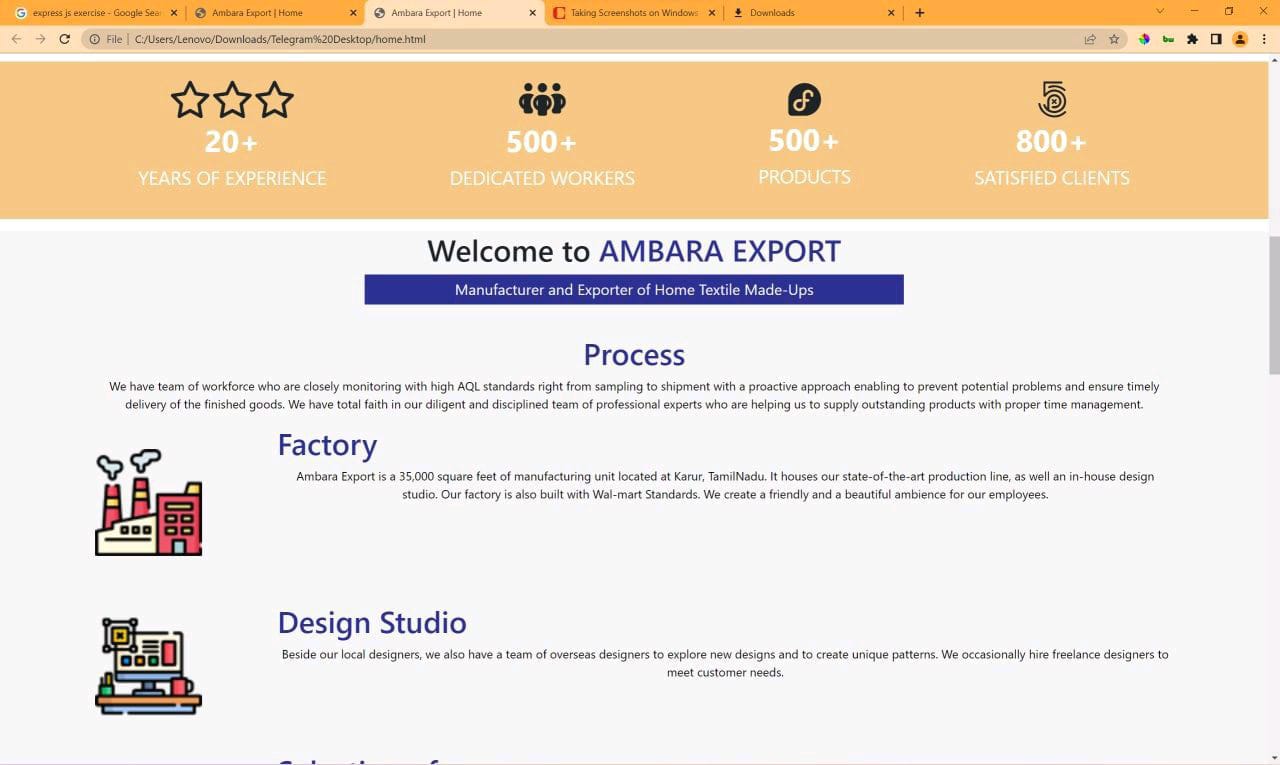 express js exercise - Google Sea
Ambara Export | Home
Ambara Export | Home
Taking Screenshots on Windows
Downloads
File
C:/Users/Lenovo/Downloads/Telegram%20Desktop/home.html
20+
YEARS OF EXPERIENCE
500+
DEDICATED WORKERS
500+
PRODUCTS
800+
SATISFIED CLIENTS
Welcome to AMBARA EXPORT
Manufacturer and Exporter of Home Textile Made-Ups
Process
We have team of workforce who are closely monitoring with high AQL standards right from sampling to shipment with a proactive approach enabling to prevent potential problems and ensure timely
delivery of the finished goods. We have total faith in our diligent and disciplined team of professional experts who are helping us to supply outstanding products with proper time management.
Factory
Ambara Export is a 35,000 square feet of manufacturing unit located at Karur, TamilNadu. It houses our state-of-the-art production line, as well an in-house design
studio. Our factory is also built with Wal-mart Standards. We create a friendly and a beautiful ambience for our employees.
Design Studio
Beside our local designers, we also have a team of overseas designers to explore new designs and to create unique patterns. We occasionally hire freelance designers to
meet customer needs.